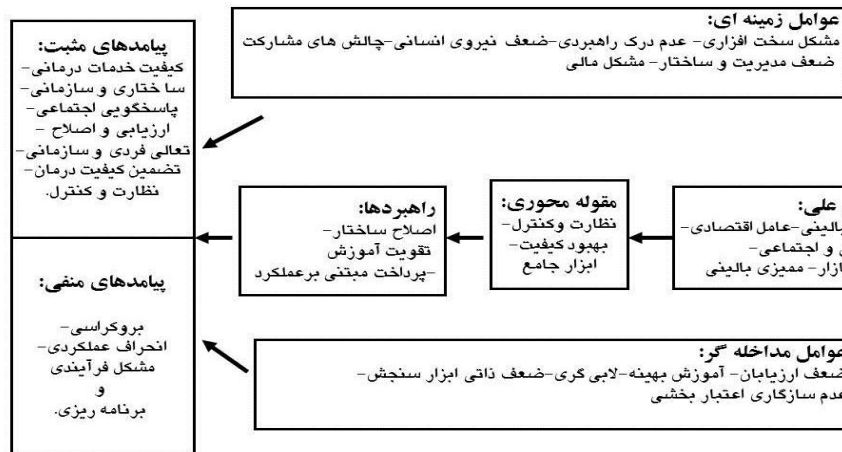 عوامل زمینه ای:
مشکل سخت افزاری- عدم درک راهبردی-ضعف نیروی انسانی-چالش های مشارکت
ضعف مدیریت و ساختار- مشکل مالی
علی:
بالینی-عامل اقتصادی-
و اجتماعی-
ممیزی بالینی
مقوله محوری:
نظارت وکنترل-
بهبود کیفیت-
ابزار جامع
راهبردها:
اصلاح ساختار-
تقویت آموزش
-پرداخت مبتنی برعملکرد
پیامدهای مثبت:
کیفیت خدمات درمانی-
سا ختاری و سازمانی-
پاسخگویی اجتماعی-
ارزیابی و اصلاح -
تعالی فردی و سازمانی-
تضمین کیفیت درمان-
نظارت و کنترل.
پیامدهای منفی:
بروکراسی-
انحراف عملکردی-
مشکل فرآیندی
و
برنامه ریزی.
عوامل مداخله گر:
ضعف ارزیابان- آموزش بهینه-لابی گری-ضعف ذاتی ابزار سنجش-
عدم سازگاری اعتبار بخشی